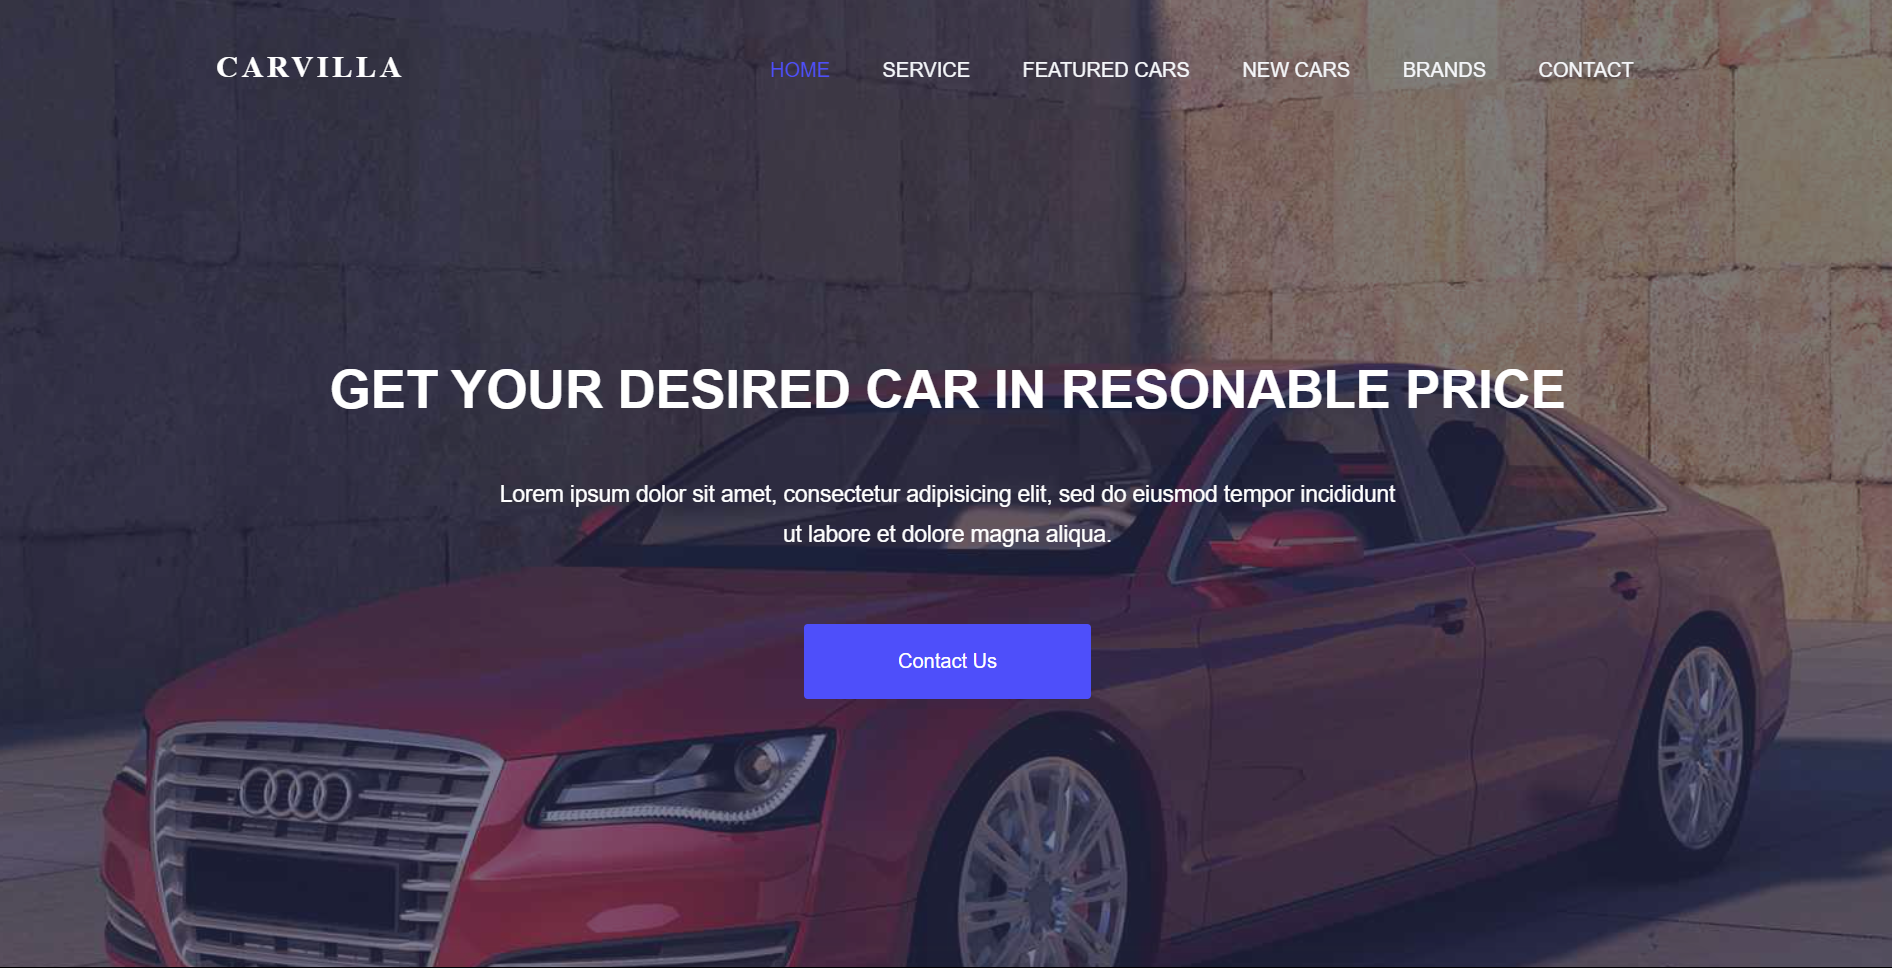 CARVILLA
HOME SERVICE FEATURED CARS NEW CARS BRANDS CONTACT
GET YOUR DESIRED CAR IN RESONABLE PRICE
Lorem ipsum dolor sit amet, consectetur adipisicing elit, sed do eiusmod tempor incididunt
ut labore et dolore magna aliqua.
Contact Us